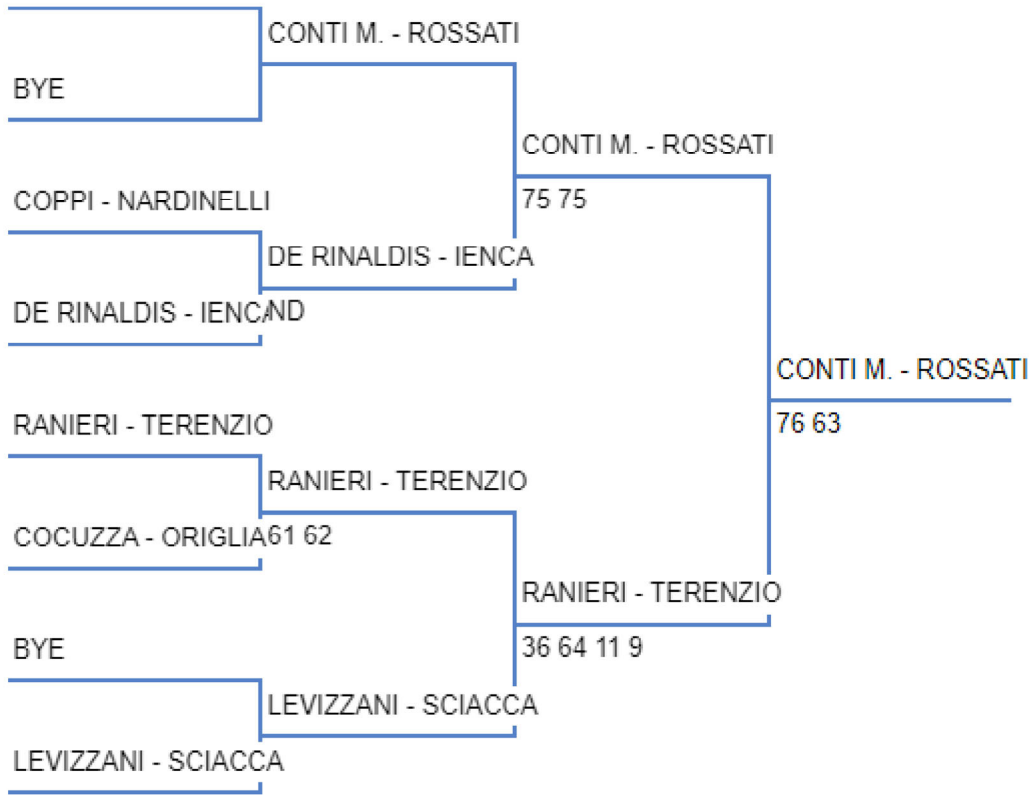 CONTI M. - ROSSATI
BYE
CONTI M. - ROSSATI
75 75
COPPI - NARDINELLI
DE RINALDIS - IENCA
DE RINALDIS - IENCA
ND
CONTI M. - ROSSATI
76 63
RANIERI - TERENZIO
RANIERI - TERENZIO
COCUZZA - ORIGLIA
61 62
RANIERI - TERENZIO
36 64 11 9
BYE
LEVIZZANI - SCIACCA
LEVIZZANI - SCIACCA